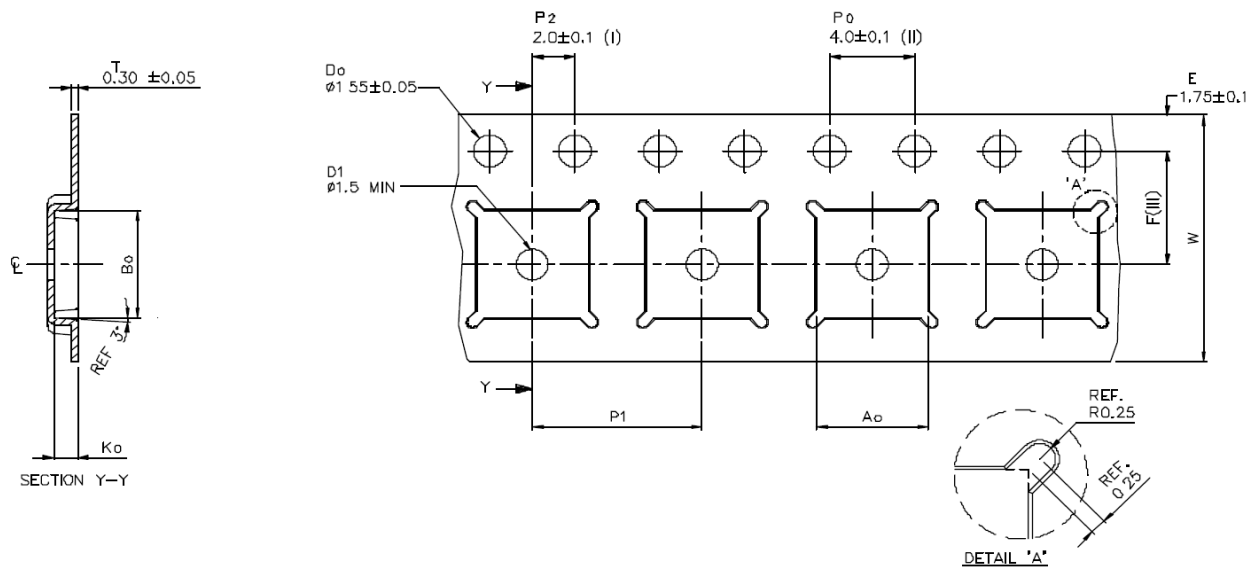 P2
2.0±0.1 (I)
Po
4.0±0.1 (II)
T
0.30 ±0.05
Do
Ø1.55±0.05
Y
E
1.75±0.1
D1
Ø1.5 MIN
'A'
F(III)
W
Bo
CL
REF 3°
Ko
SECTION Y-Y
Y
P1
Ao
REF.
R0.25
REF.
0.25
DETAIL 'A'